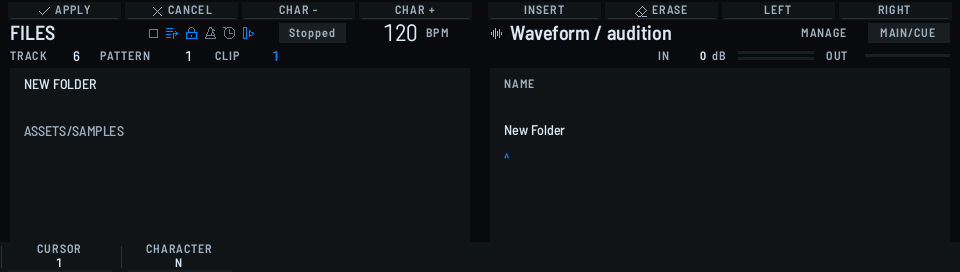 APPLY CANCEL CHAR - CHAR + INSERT ERASE LEFT RIGHT
FILES Stopped 120 BPM Waveform / audition MANAGE MAIN/CUE
TRACK 6 PATTERN 1 CLIP 1 IN 0 dB OUT
NEW FOLDER
ASSETS/SAMPLES
NAME
New Folder
^
CURSOR CHARACTER
1 N